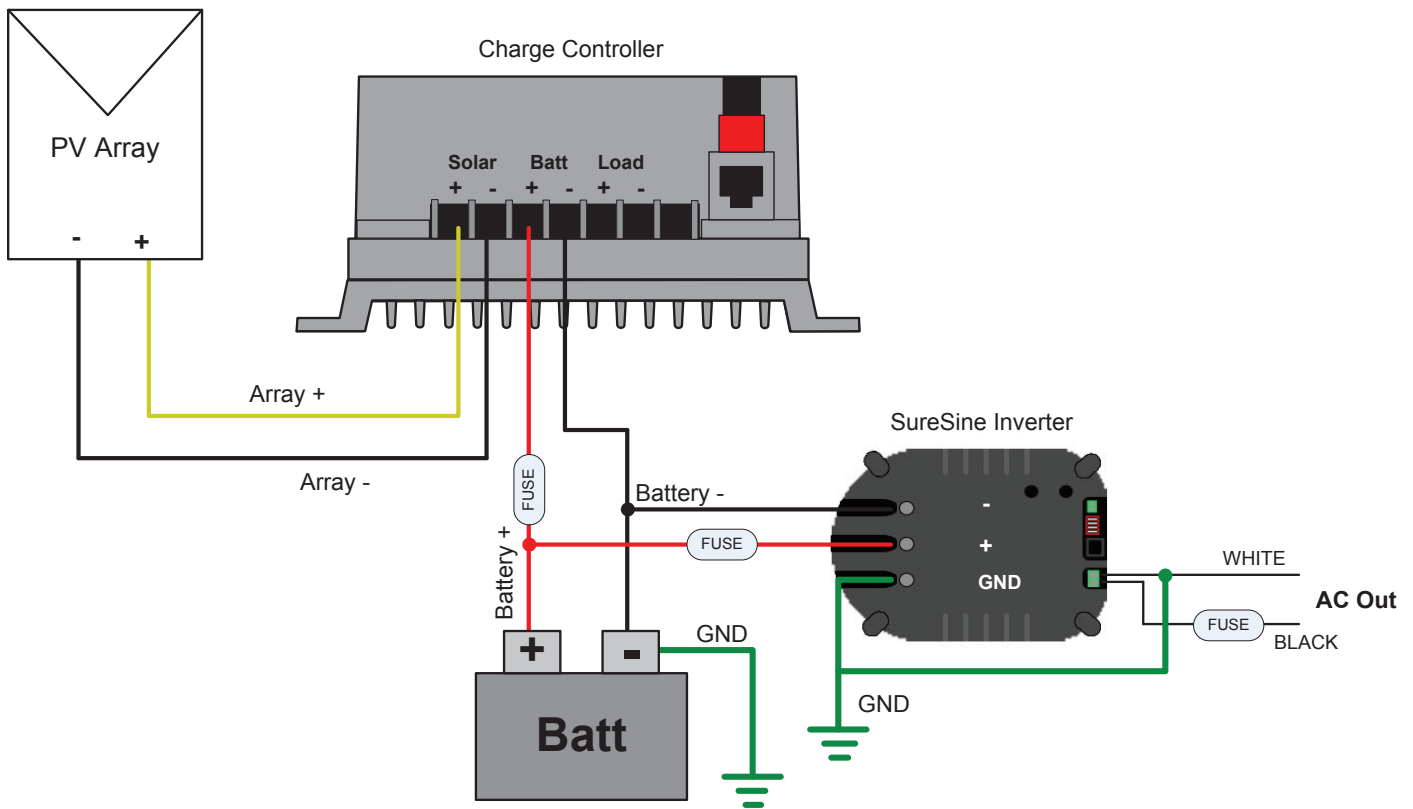 Charge Controller
PV Array
- +
Solar Batt Load
+ - + - + -
Array +
Array -
SureSine Inverter
FUSE
Battery -
Battery +
FUSE
-
+
GND
WHITE
AC Out
FUSE
BLACK
+ -
GND
Batt
GND